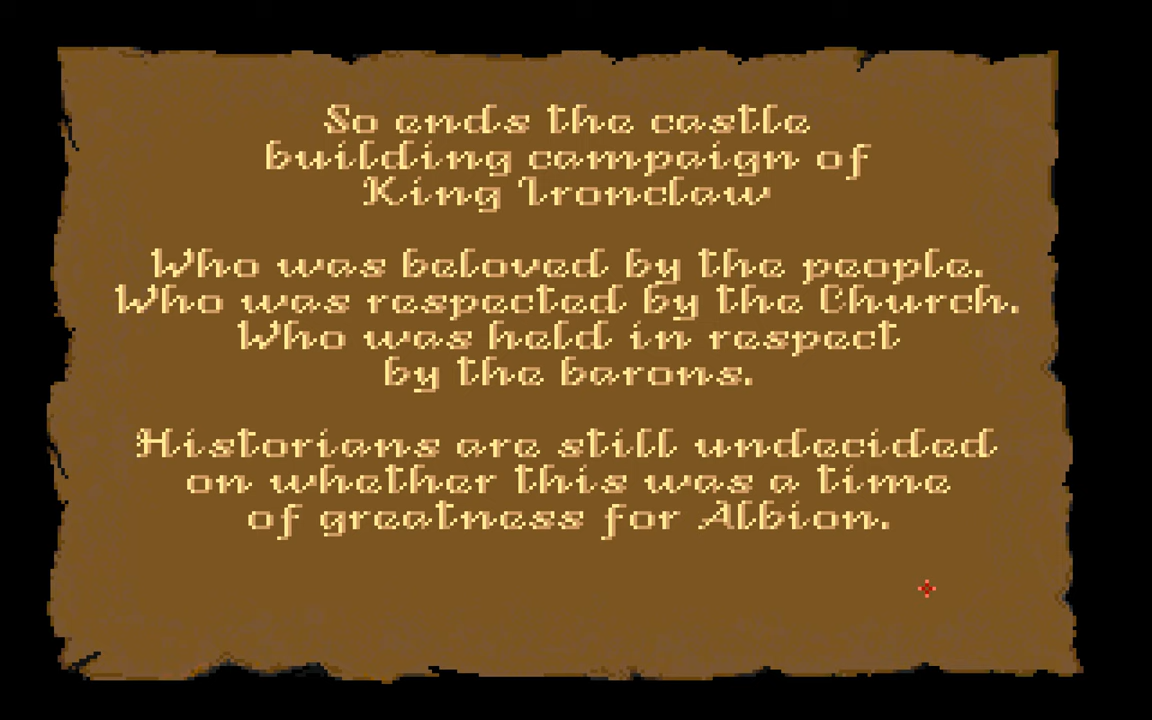 So ends the castle
building campaign of
King Ironclaw
Who was beloved by the people.
Who was respected by the Church.
Who was held in respect
by the barons.
Historians are still undecided
on whether this was a time
of greatness for Albion.